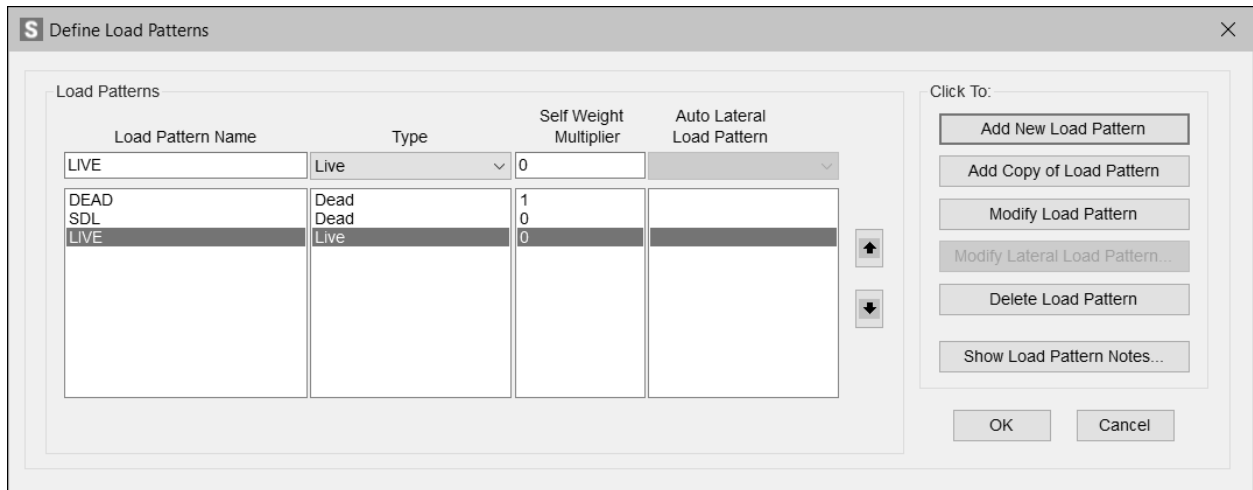 S Define Load Patterns
Load Patterns
Load Pattern Name
Type
Self Weight
Multiplier
Auto Lateral
Load Pattern
LIVE Live 0
DEAD Dead 1
SDL Dead 0
LIVE Live 0
Click To:
Add New Load Pattern
Add Copy of Load Pattern
Modify Load Pattern
Modify Lateral Load Pattern...
Delete Load Pattern
Show Load Pattern Notes...
OK
Cancel